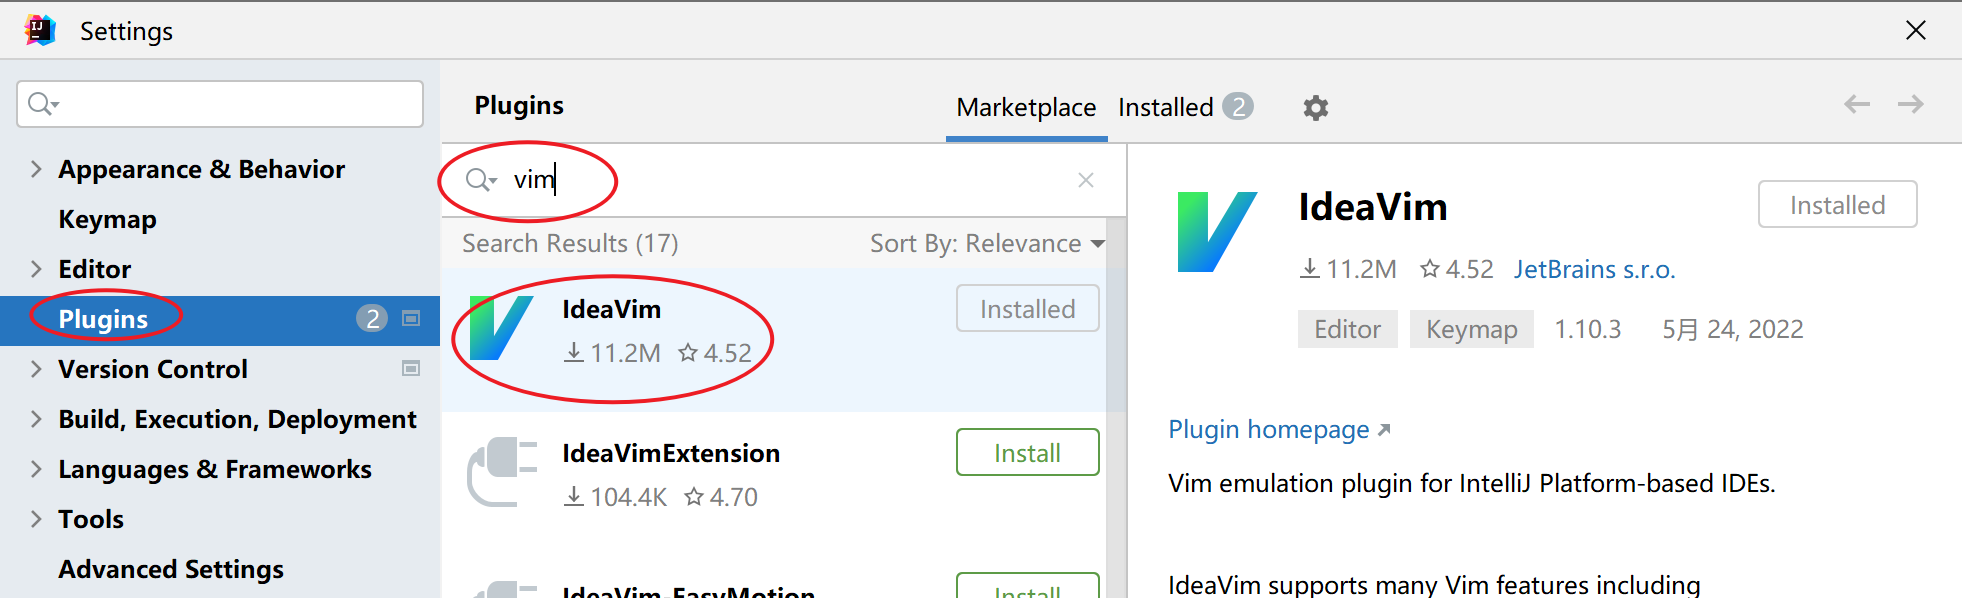 Settings
Plugins
Marketplace Installed 2
Appearance & Behavior
Keymap
Editor
Plugins 2
Version Control
Build, Execution, Deployment
Languages & Frameworks
Tools
Advanced Settings
vim
Search Results (17) Sort By: Relevance
IdeaVim Installed
11.2M 4.52
IdeaVimExtension Install
104.4K 4.70
IdeaVim-EasyMotion Install
IdeaVim Installed
11.2M 4.52 JetBrains s.r.o.
Editor Keymap 1.10.3 5月 24, 2022
Plugin homepage
Vim emulation plugin for IntelliJ Platform-based IDEs.
IdeaVim supports many Vim features including